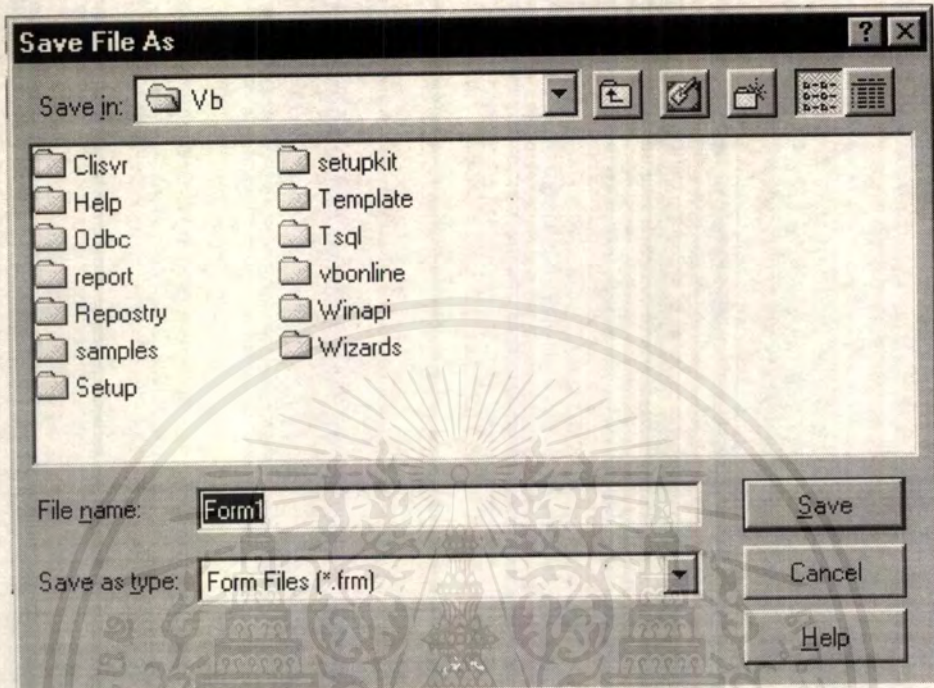 Save File As
Save in: Vb
Clisvr
Help
Odbc
report
Repostry
samples
Setup
setupkit
Template
Tsql
vbonline
Winapi
Wizards
File name: Form1
Save
Save as type: Form Files (*.frm)
Cancel
Help